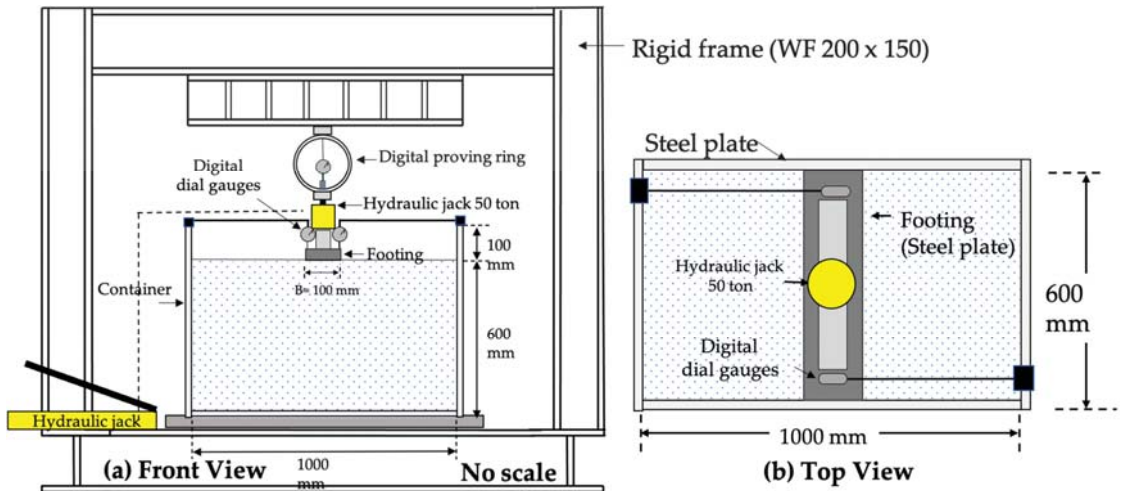 Rigid frame (WF 200 x 150)
Digital proving ring
Digital
dial gauges
Hydraulic jack 50 ton
100
mm
Footing
B= 100 mm
Container
600
mm
Hydraulic jack
1000
mm
(a) Front View
No scale
Steel plate
Footing
(Steel plate)
Hydraulic jack
50 ton
600
mm
Digital
dial gauges
1000 mm
(b) Top View